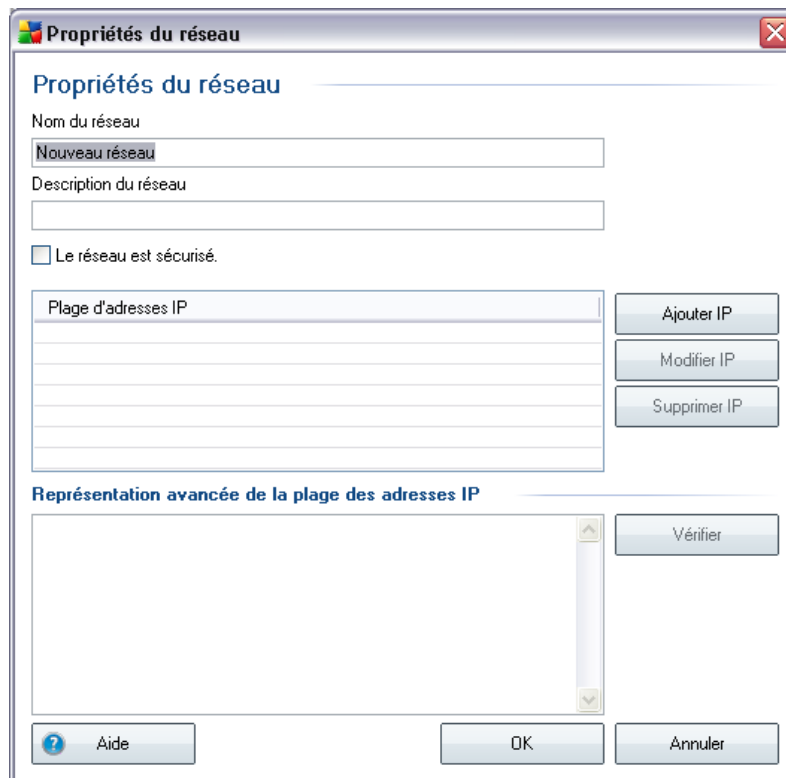 Propriétés du réseau
Propriétés du réseau
Nom du réseau
Nouveau réseau
Description du réseau
Le réseau est sécurisé.
Plage d'adresses IP
Ajouter IP
Modifier IP
Supprimer IP
Représentation avancée de la plage des adresses IP
Vérifier
Aide
OK
Annuler